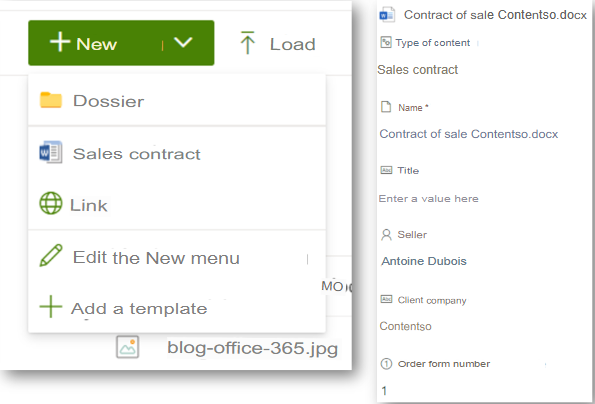 New
Load
Dossier
Sales contract
Link
Edit the New menu
Add a template
MO
blog-office-365.jpg
Contract of sale Contentso.docx
Type of content
Sales contract
Name *
Contract of sale Contentso.docx
Title
Enter a value here
Seller
Antoine Dubois
Client company
Contentso
Order form number
1